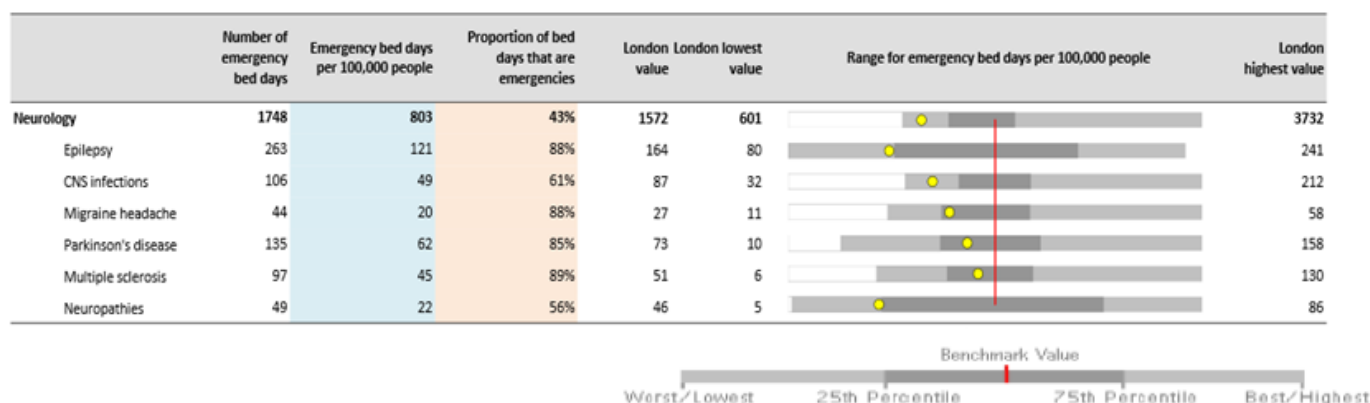 Number of emergency bed days Emergency bed days per 100,000 people Proportion of bed days that are emergencies London value London lowest value Range for emergency bed days per 100,000 people London highest value
Neurology 1748 803 43% 1572 601 3732
Epilepsy 263 121 88% 164 80 241
CNS infections 106 49 61% 87 32 212
Migraine headache 44 20 88% 27 11 58
Parkinson's disease 135 62 85% 73 10 158
Multiple sclerosis 97 45 89% 51 6 130
Neuropathies 49 22 56% 46 5 86
Benchmark Value
Worst/Lowest 25th Percentile 75th Percentile Best/Highest